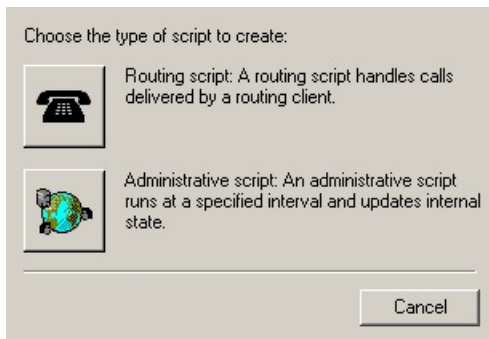 Choose the type of script to create:
Routing script: A routing script handles calls
delivered by a routing client.
Administrative script: An administrative script
runs at a specified interval and updates internal
state.
Cancel